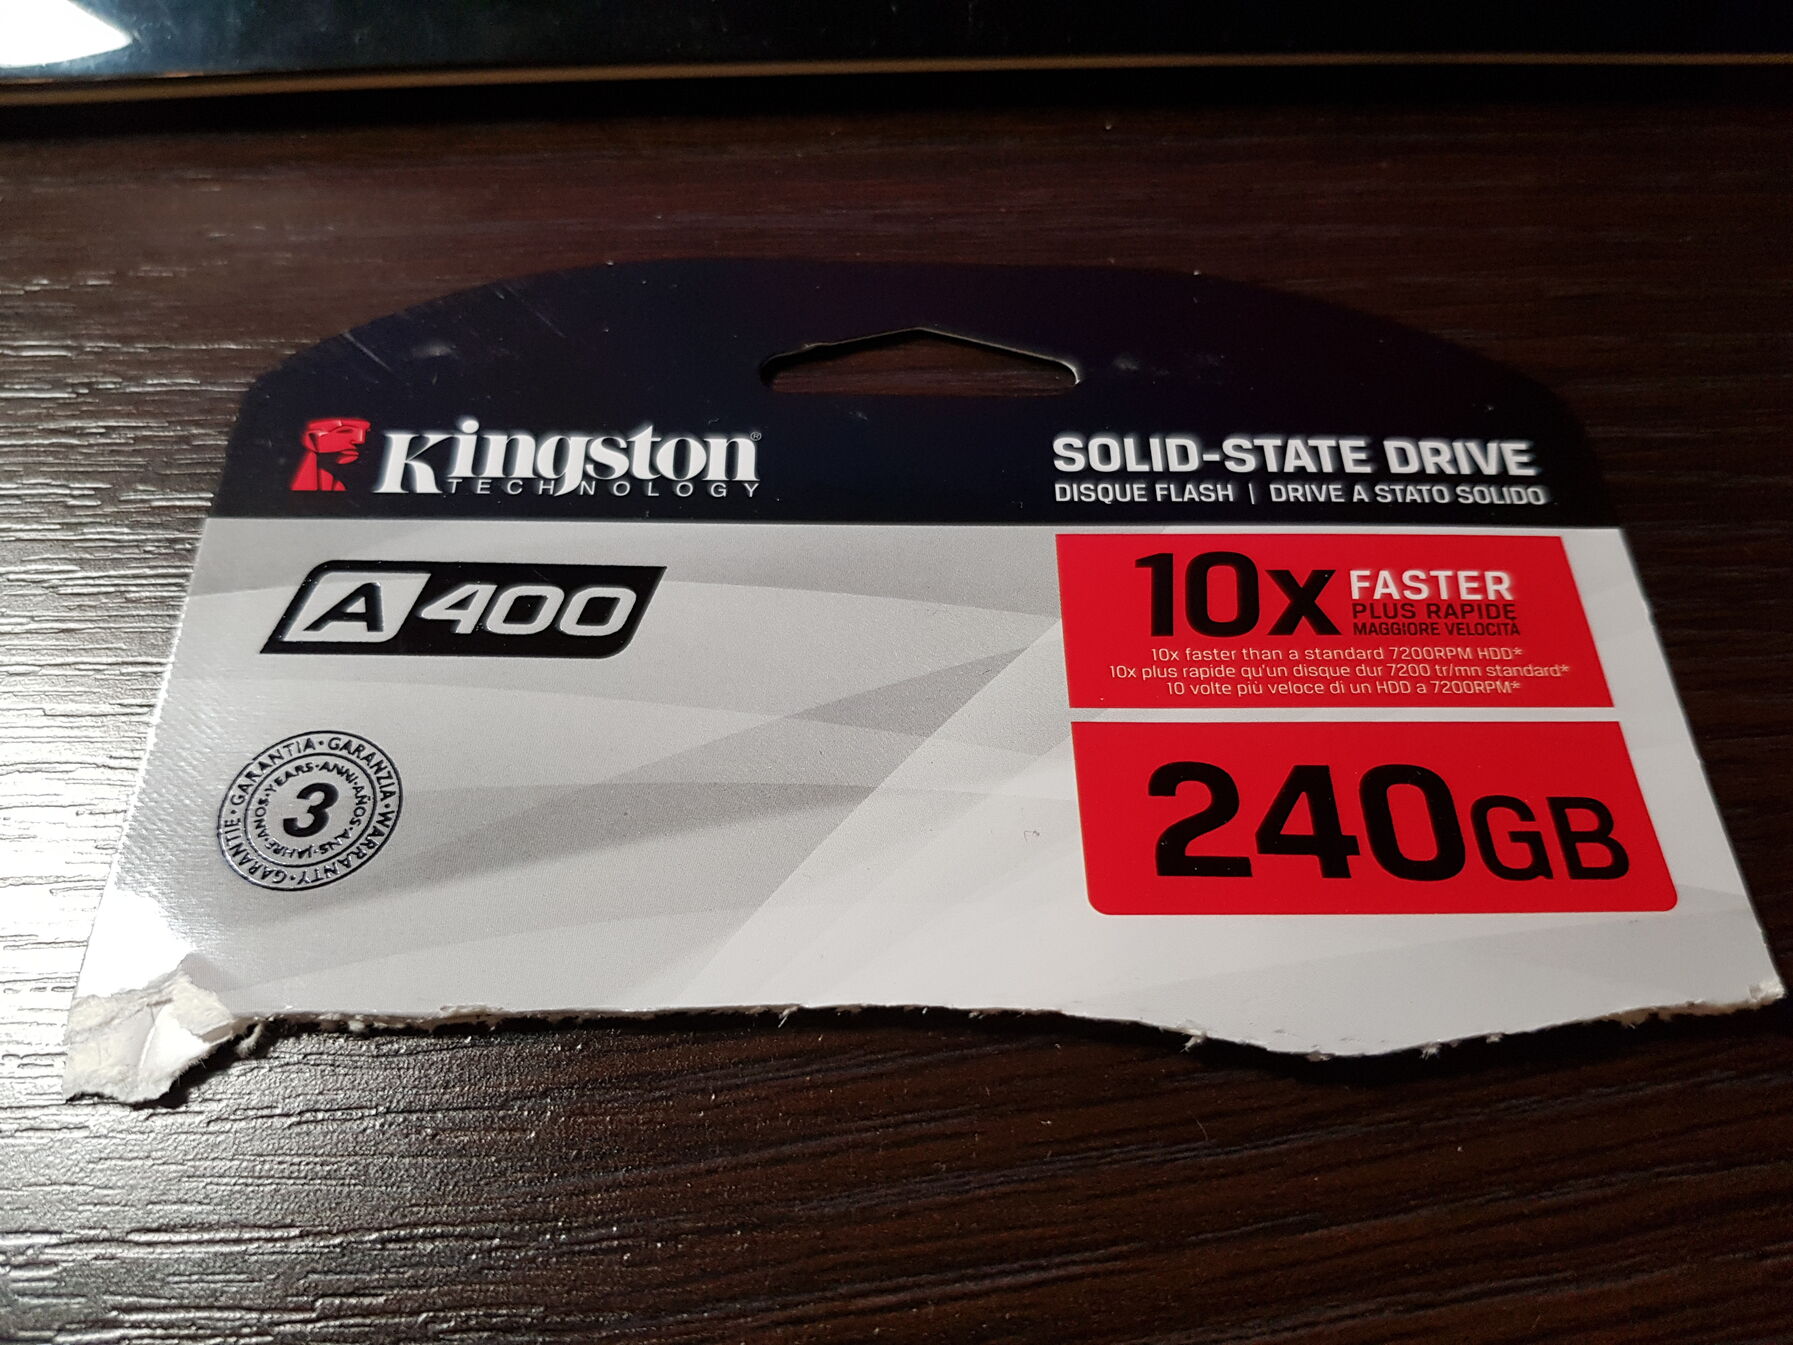 Kingston®
TECHNOLOGY
SOLID-STATE DRIVE
DISQUE FLASH | DRIVE A STATO SOLIDO
A400
10x FASTER
PLUS RAPIDE
MAGGIORE VELOCITÀ
10x faster than a standard 7200RPM HDD*
10x plus rapide qu'un disque dur 7200 tr/mn standard*
10 volte più veloce di un HDD a 7200RPM*
240GB
GARANTIE · GARANTIA · GARANZIA · WARRANTY ·
ANOS · YEARS · ANNI · AÑOS · ANS · JAHRE ·
3